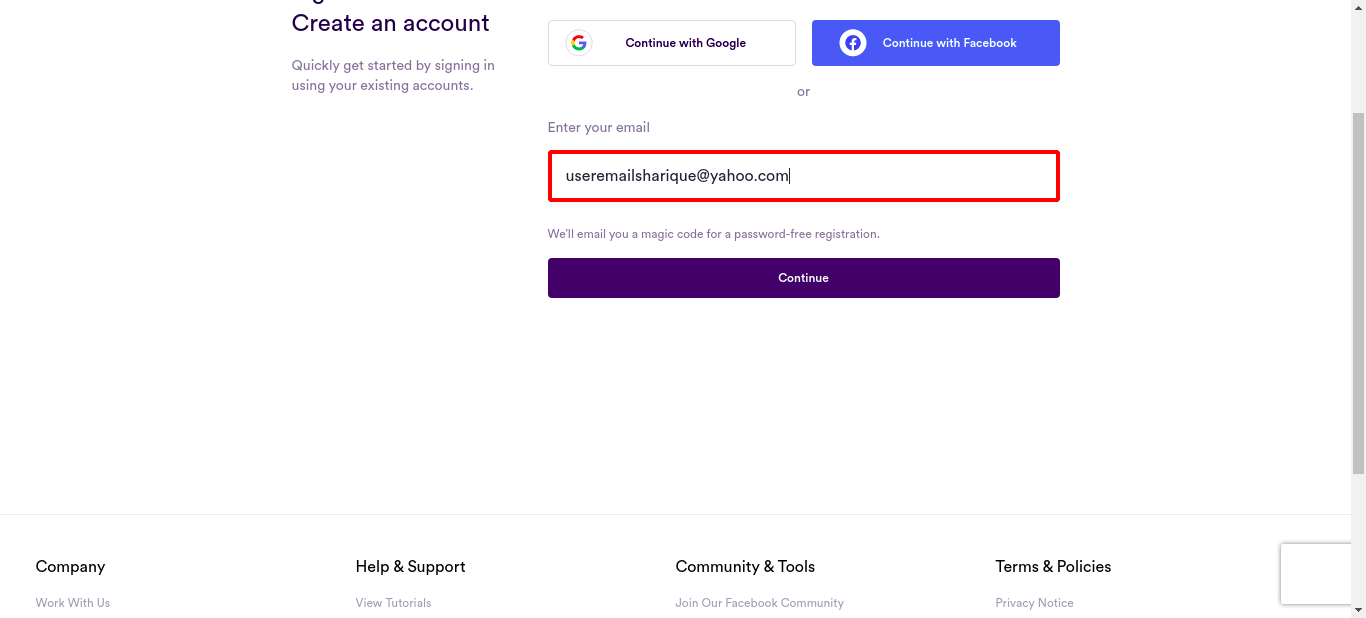 Create an account
Quickly get started by signing in
using your existing accounts.
Continue with Google
Continue with Facebook
or
Enter your email
useremailsharique@yahoo.com
We'll email you a magic code for a password-free registration.
Continue
Company
Help & Support
Community & Tools
Terms & Policies
Work With Us
View Tutorials
Join Our Facebook Community
Privacy Notice